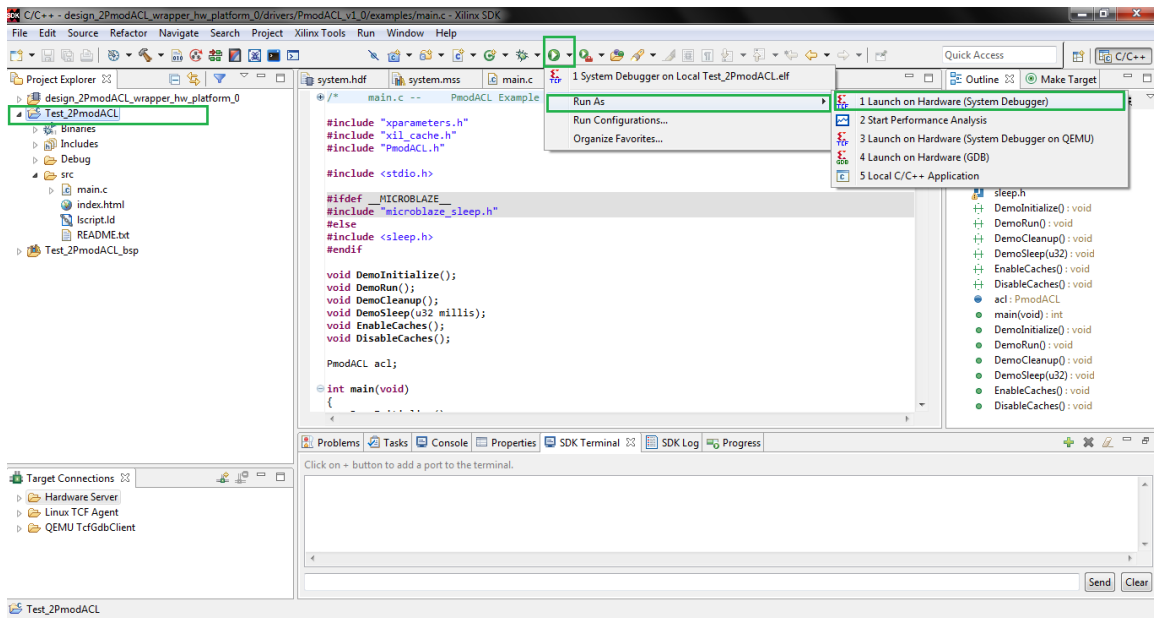 SDK C/C++ - design_2PmodACL_wrapper_hw_platform_0/drivers/PmodACL_v1_0/examples/main.c - Xilinx SDK
File Edit Source Refactor Navigate Search Project Xilinx Tools Run Window Help
Quick Access
C/C++
Project Explorer
design_2PmodACL_wrapper_hw_platform_0
Test_2PmodACL
Binaries
Includes
Debug
src
main.c
index.html
lscript.ld
README.txt
Test_2PmodACL_bsp
system.hdf
system.mss
main.c
/* main.c -- PmodACL Example
#include "xparameters.h"
#include "xil_cache.h"
#include "PmodACL.h"
#include <stdio.h>
#ifdef __MICROBLAZE__
#include "microblaze_sleep.h"
#else
#include <sleep.h>
#endif
void DemoInitialize();
void DemoRun();
void DemoCleanup();
void DemoSleep(u32 millis);
void EnableCaches();
void DisableCaches();
PmodACL acl;
int main(void)
{
1 System Debugger on Local Test_2PmodACL.elf
Run As
Run Configurations...
Organize Favorites...
1 Launch on Hardware (System Debugger)
2 Start Performance Analysis
3 Launch on Hardware (System Debugger on QEMU)
4 Launch on Hardware (GDB)
5 Local C/C++ Application
Outline
Make Target
sleep.h
DemoInitialize() : void
DemoRun() : void
DemoCleanup() : void
DemoSleep(u32) : void
EnableCaches() : void
DisableCaches() : void
acl : PmodACL
main(void) : int
DemoInitialize() : void
DemoRun() : void
DemoCleanup() : void
DemoSleep(u32) : void
EnableCaches() : void
DisableCaches() : void
Problems Tasks Console Properties SDK Terminal SDK Log Progress
Click on + button to add a port to the terminal.
Send Clear
Target Connections
Hardware Server
Linux TCF Agent
QEMU TcfGdbClient
Test_2PmodACL